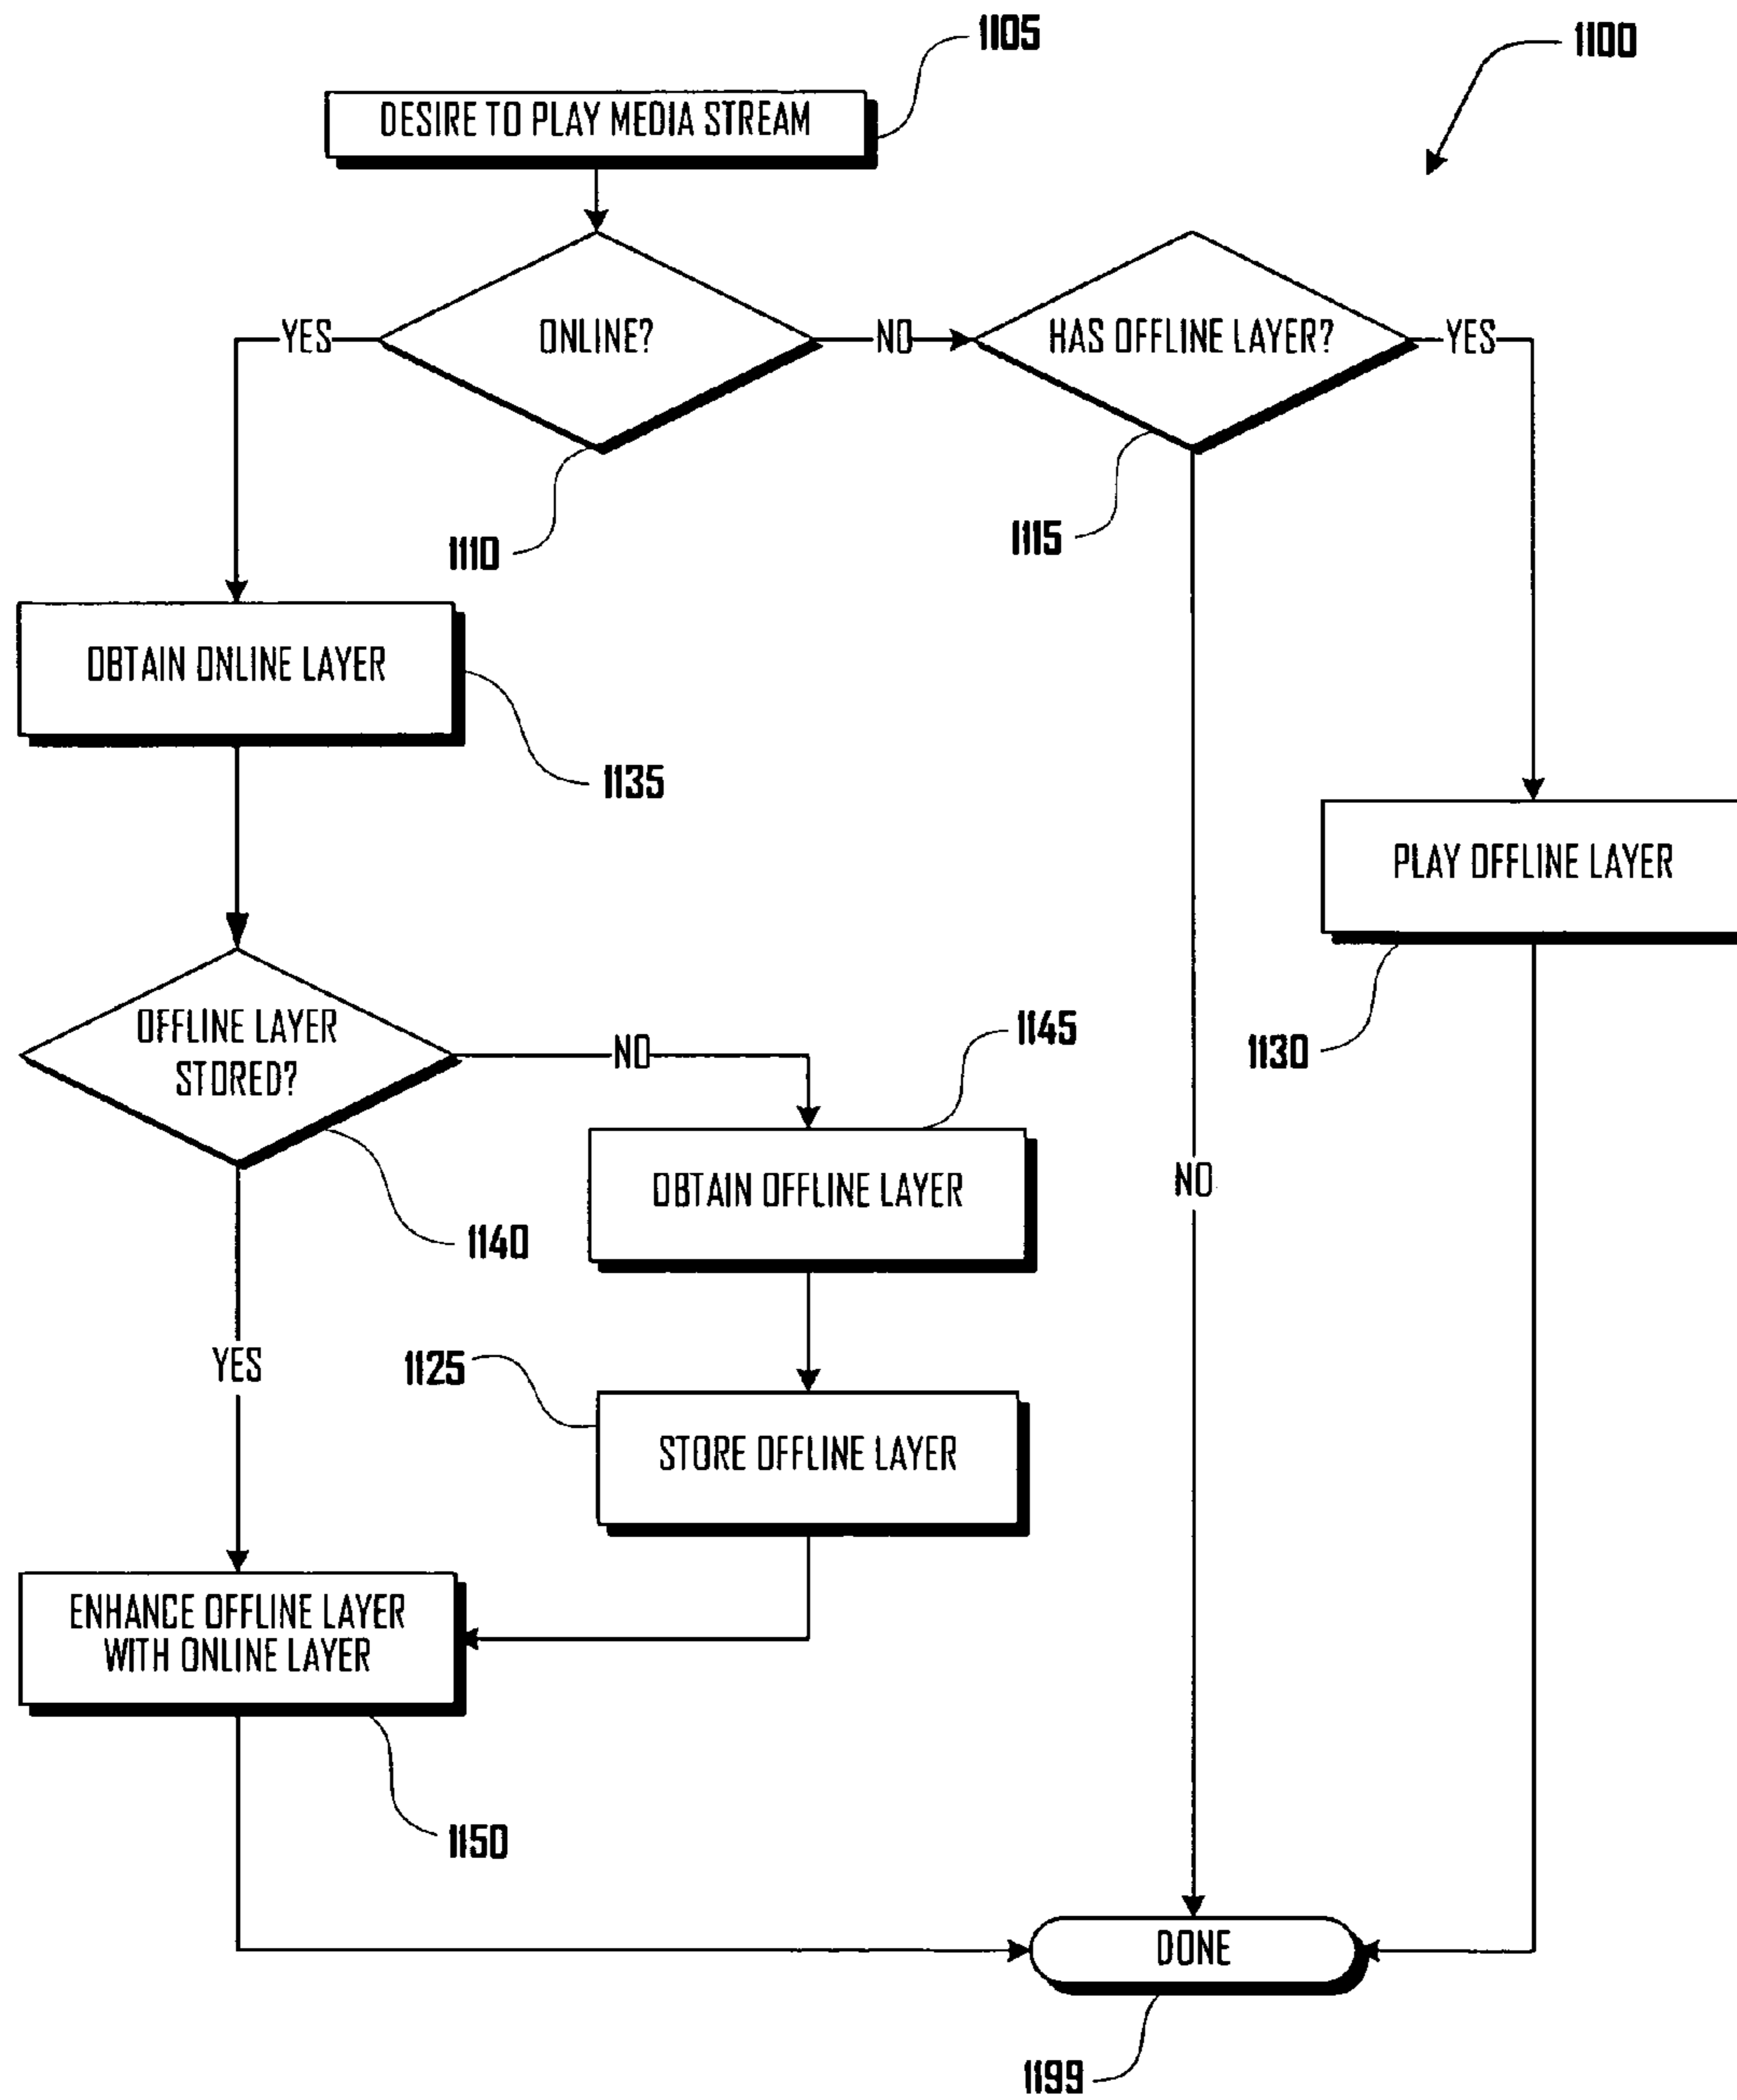 1105
1100
DESIRE TO PLAY MEDIA STREAM
YES
ONLINE?
NO
HAS OFFLINE LAYER?
YES
1110
1115
OBTAIN ONLINE LAYER
1135
PLAY OFFLINE LAYER
OFFLINE LAYER
STORED?
NO
1145
1130
OBTAIN OFFLINE LAYER
NO
1140
YES
1125
STORE OFFLINE LAYER
ENHANCE OFFLINE LAYER
WITH ONLINE LAYER
1150
DONE
1199